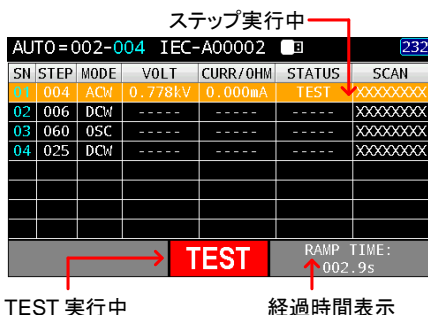 ステップ実行中
AUTO=002-004 IEC-A00002 232
SN STEP MODE VOLT CURR/OHM STATUS SCAN
01 004 ACW 0.778kV 0.000mA TEST XXXXXXXX
02 006 DCW ----- ----- ----- XXXXXXXX
03 060 OSC ----- ----- ----- XXXXXXXX
04 025 DCW ----- ----- ----- XXXXXXXX
TEST
RAMP TIME:
002.9s
TEST 実行中
経過時間表示